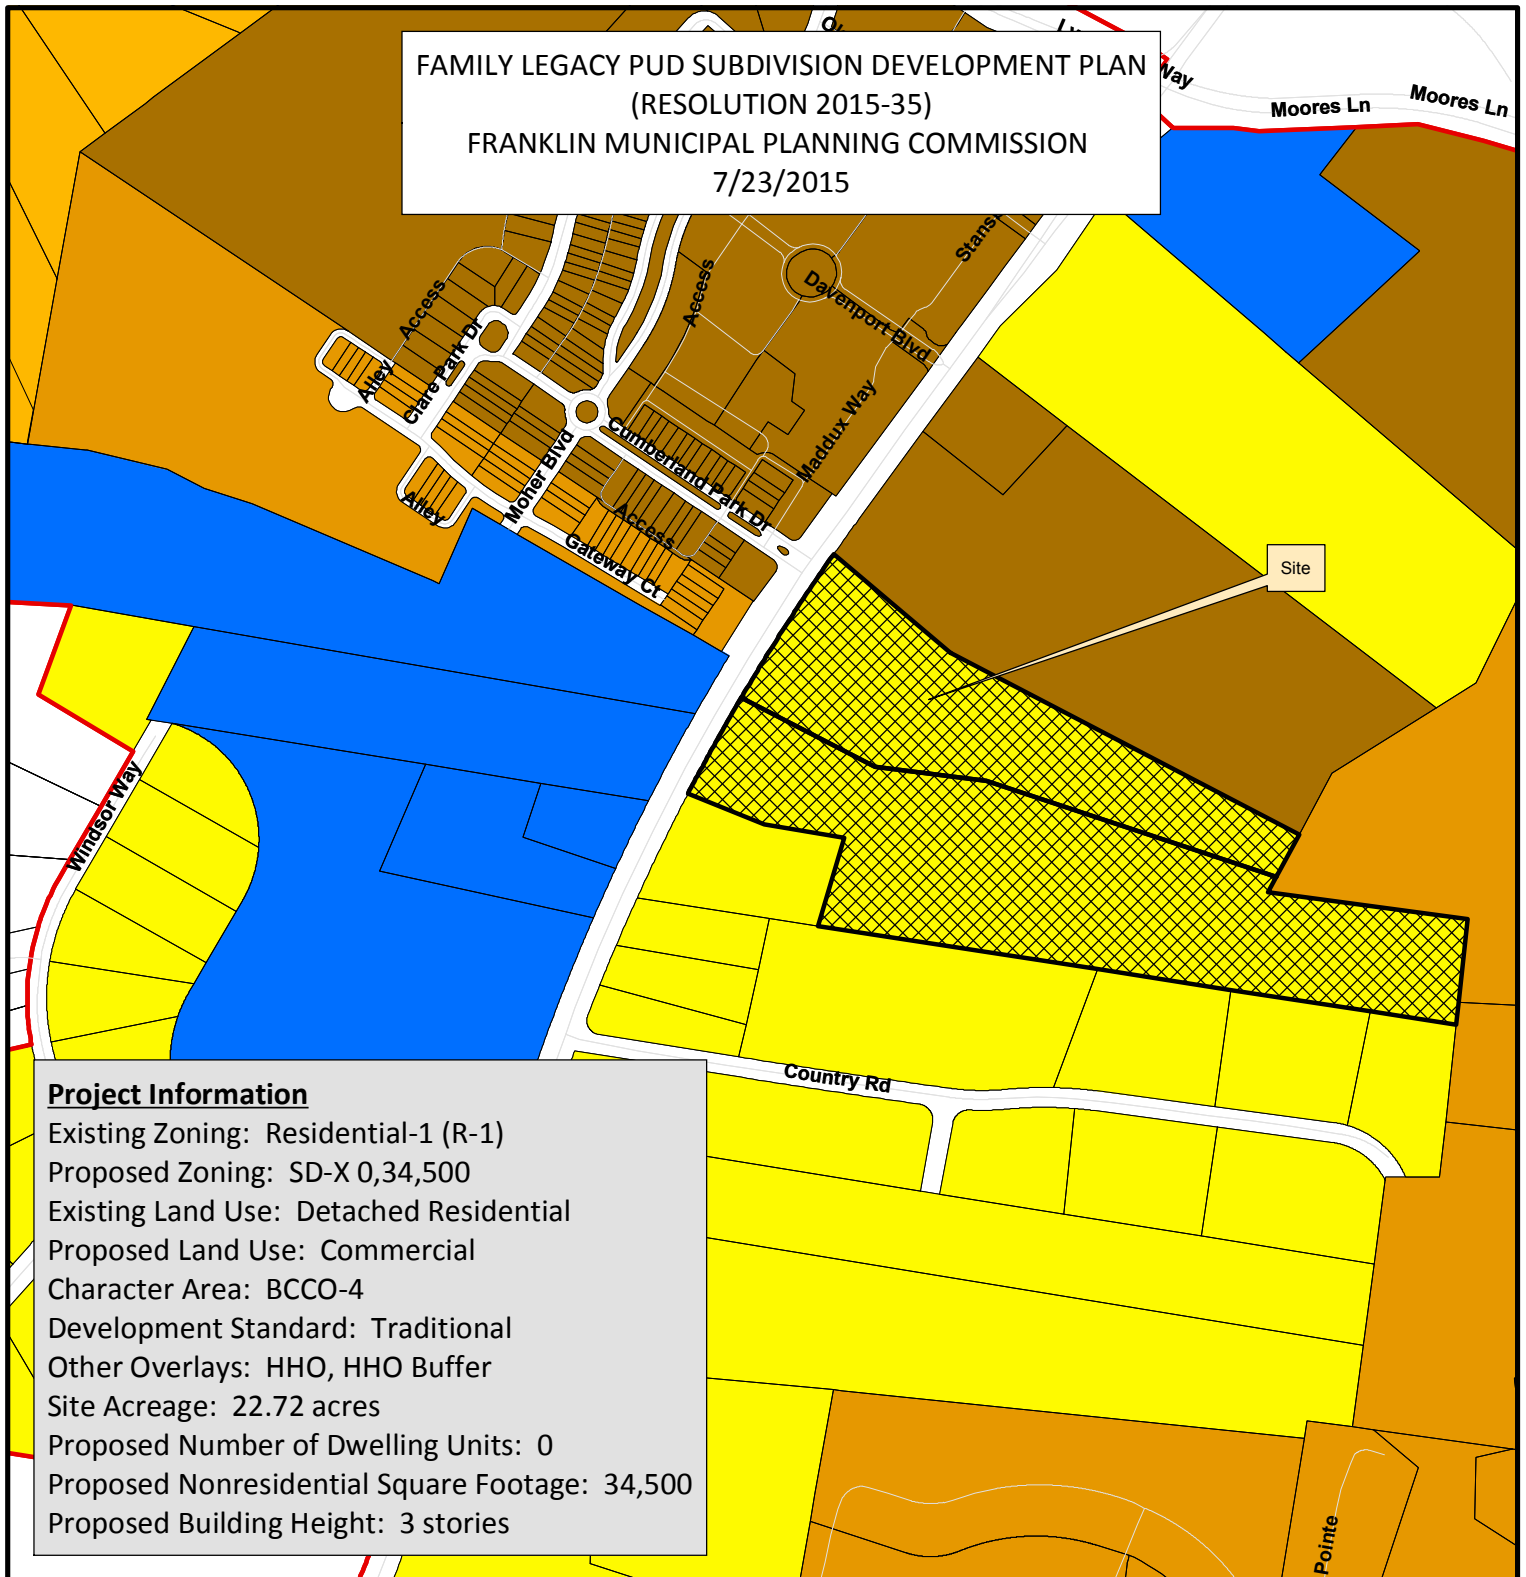 FAMILY LEGACY PUD SUBDIVISION DEVELOPMENT PLAN
(RESOLUTION 2015-35)
FRANKLIN MUNICIPAL PLANNING COMMISSION
7/23/2015
Way
Moores Ln
Moores Ln
Access
Access
Davenport Blvd
Clare Park Dr
Alley
Maddux Way
Moher Blvd
Cumberland Park Dr
Alley
Access
Gateway Ct
Site
Windsor Way
Country Rd
Project Information
Existing Zoning: Residential-1 (R-1)
Proposed Zoning: SD-X 0,34,500
Existing Land Use: Detached Residential
Proposed Land Use: Commercial
Character Area: BCCO-4
Development Standard: Traditional
Other Overlays: HHO, HHO Buffer
Site Acreage: 22.72 acres
Proposed Number of Dwelling Units: 0
Proposed Nonresidential Square Footage: 34,500
Proposed Building Height: 3 stories
Pointe